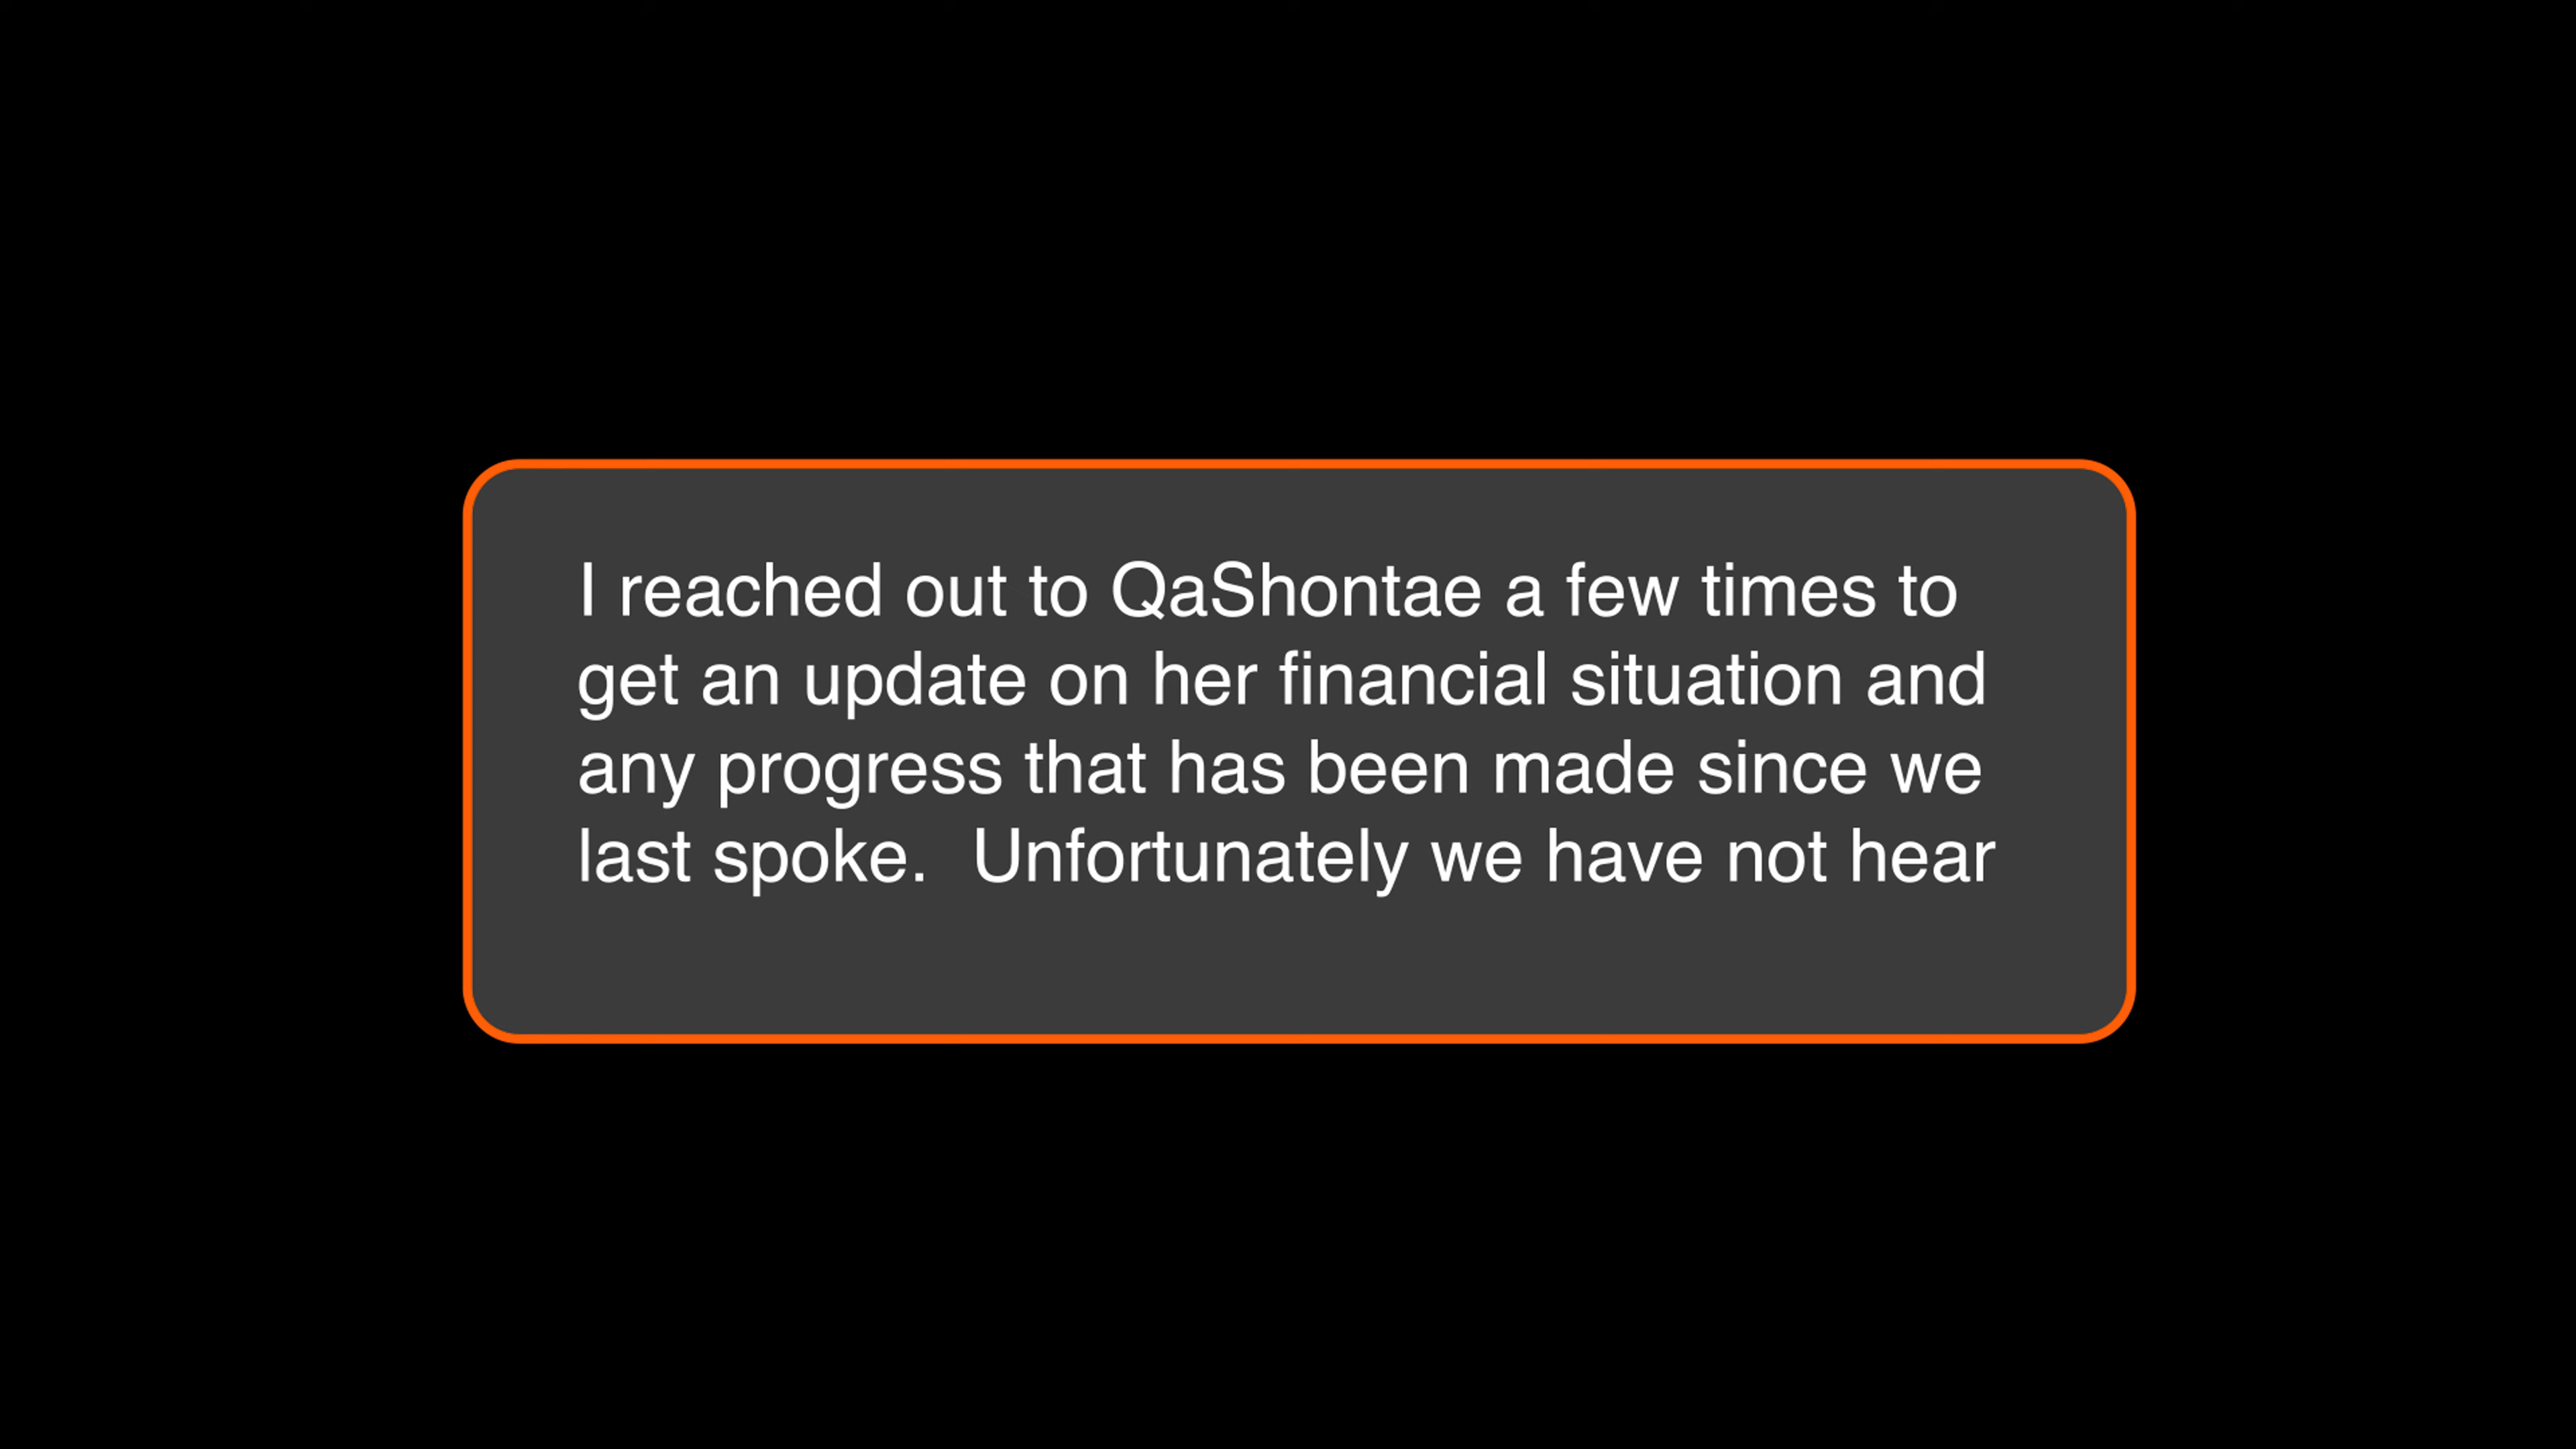 I reached out to QaShontae a few times to
get an update on her financial situation and
any progress that has been made since we
last spoke.  Unfortunately we have not hear